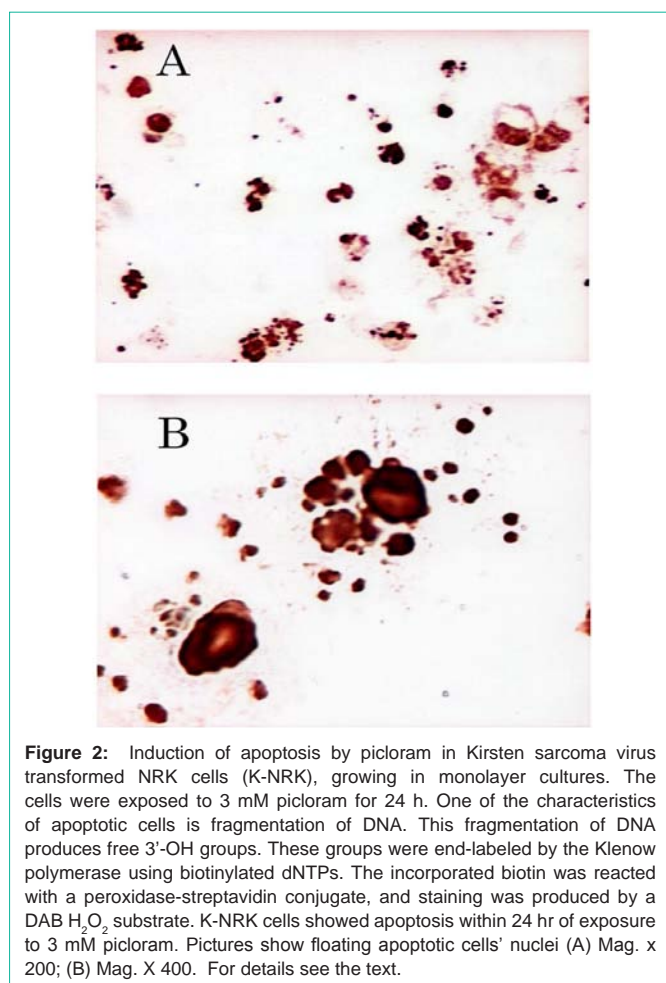 A
B
Figure 2: Induction of apoptosis by picloram in Kirsten sarcoma virus
transformed NRK cells (K-NRK), growing in monolayer cultures. The
cells were exposed to 3 mM picloram for 24 h. One of the characteristics
of apoptotic cells is fragmentation of DNA. This fragmentation of DNA
produces free 3’-OH groups. These groups were end-labeled by the Klenow
polymerase using biotinylated dNTPs. The incorporated biotin was reacted
with a peroxidase-streptavidin conjugate, and staining was produced by a
DAB H₂O₂ substrate. K-NRK cells showed apoptosis within 24 hr of exposure
to 3 mM picloram. Pictures show floating apoptotic cells’ nuclei (A) Mag. x
200; (B) Mag. X 400. For details see the text.